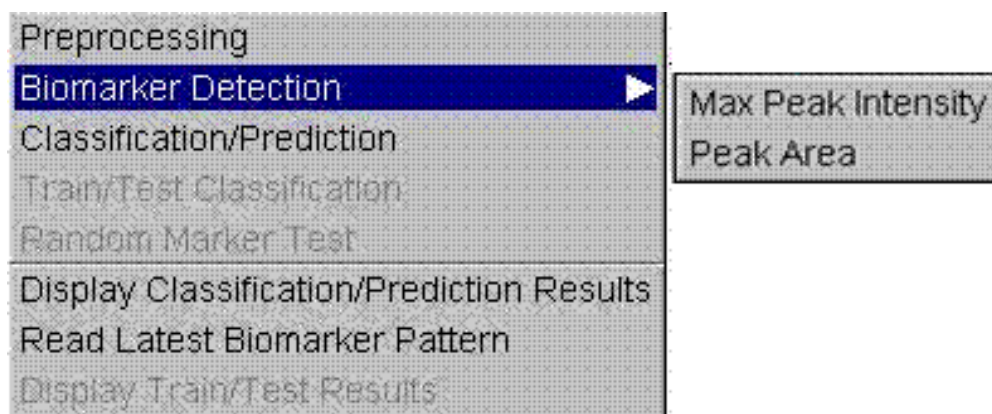 Preprocessing
Biomarker Detection
Max Peak Intensity
Peak Area
Classification/Prediction
Train/Test Classification
Random Marker Test
Display Classification/Prediction Results
Read Latest Biomarker Pattern
Display Train/Test Results